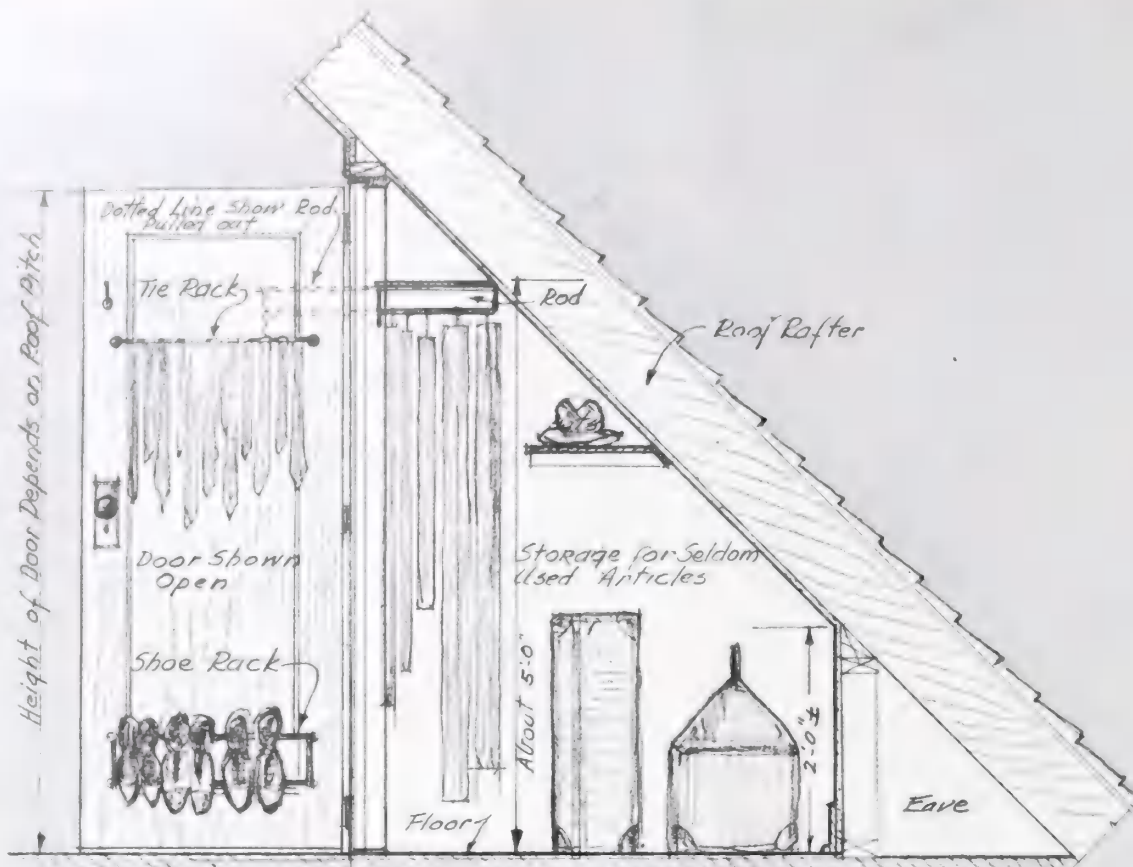 Height of Door Depends on Roof Pitch
Dotted Line Show Rod
Pulled out
Tie Rack
Rod
Roof Rafter
Door Shown
Open
Storage for Seldom
Used Articles
Shoe Rack
About 5'-0"
2'-0"±
Floor
Eave